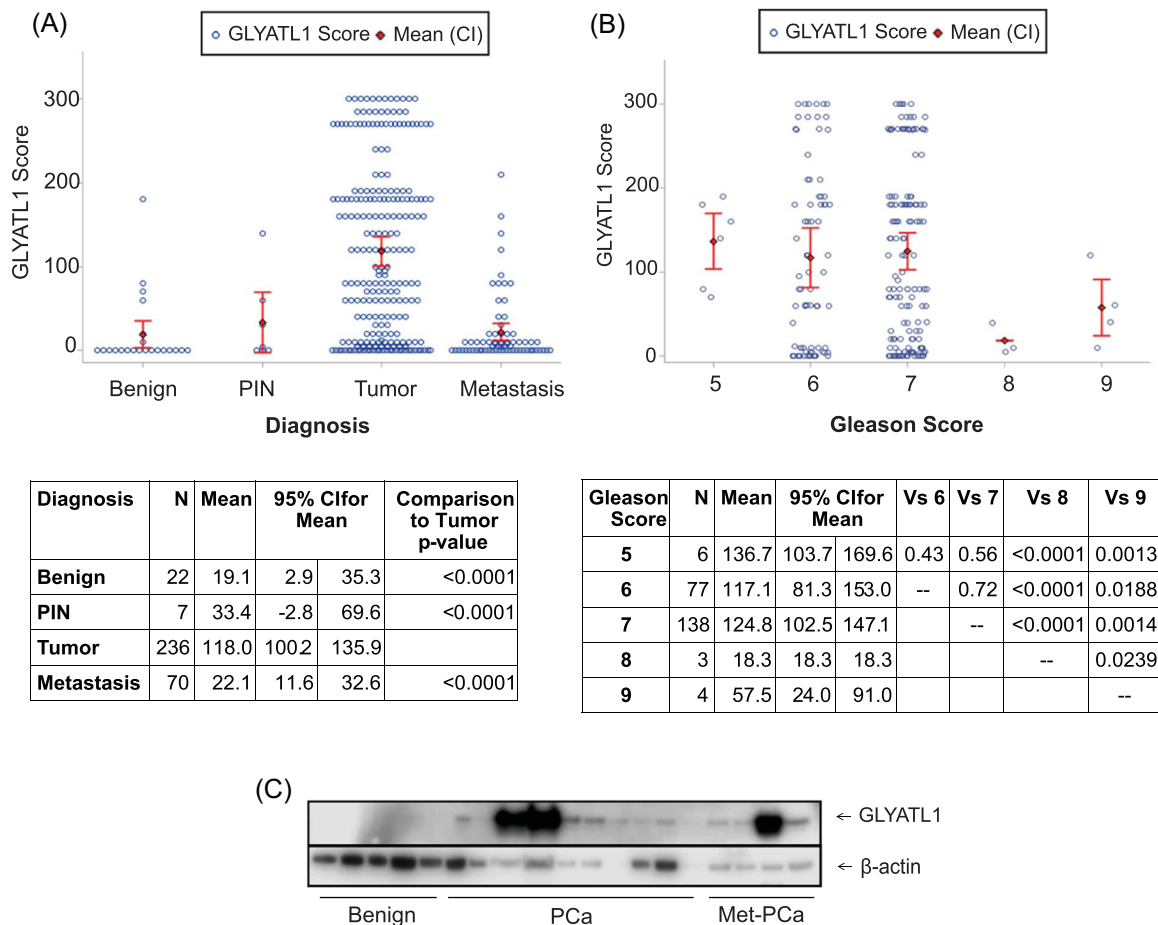 (A)
GLYATL1 Score Mean (CI)
GLYATL1 Score
300
200
100
0
Benign PIN Tumor Metastasis
Diagnosis
(B)
GLYATL1 Score Mean (CI)
GLYATL1 Score
300
200
100
0
5 6 7 8 9
Gleason Score
Diagnosis N Mean 95% CIfor Mean Comparison to Tumor p-value
Benign 22 19.1 2.9 35.3 <0.0001
PIN 7 33.4 -2.8 69.6 <0.0001
Tumor 236 118.0 100.2 135.9
Metastasis 70 22.1 11.6 32.6 <0.0001
Gleason Score N Mean 95% CIfor Mean Vs 6 Vs 7 Vs 8 Vs 9
5 6 136.7 103.7 169.6 0.43 0.56 <0.0001 0.0013
6 77 117.1 81.3 153.0 -- 0.72 <0.0001 0.0188
7 138 124.8 102.5 147.1 -- <0.0001 0.0014
8 3 18.3 18.3 18.3 -- 0.0239
9 4 57.5 24.0 91.0 --
(C)
← GLYATL1
← β-actin
Benign PCa Met-PCa